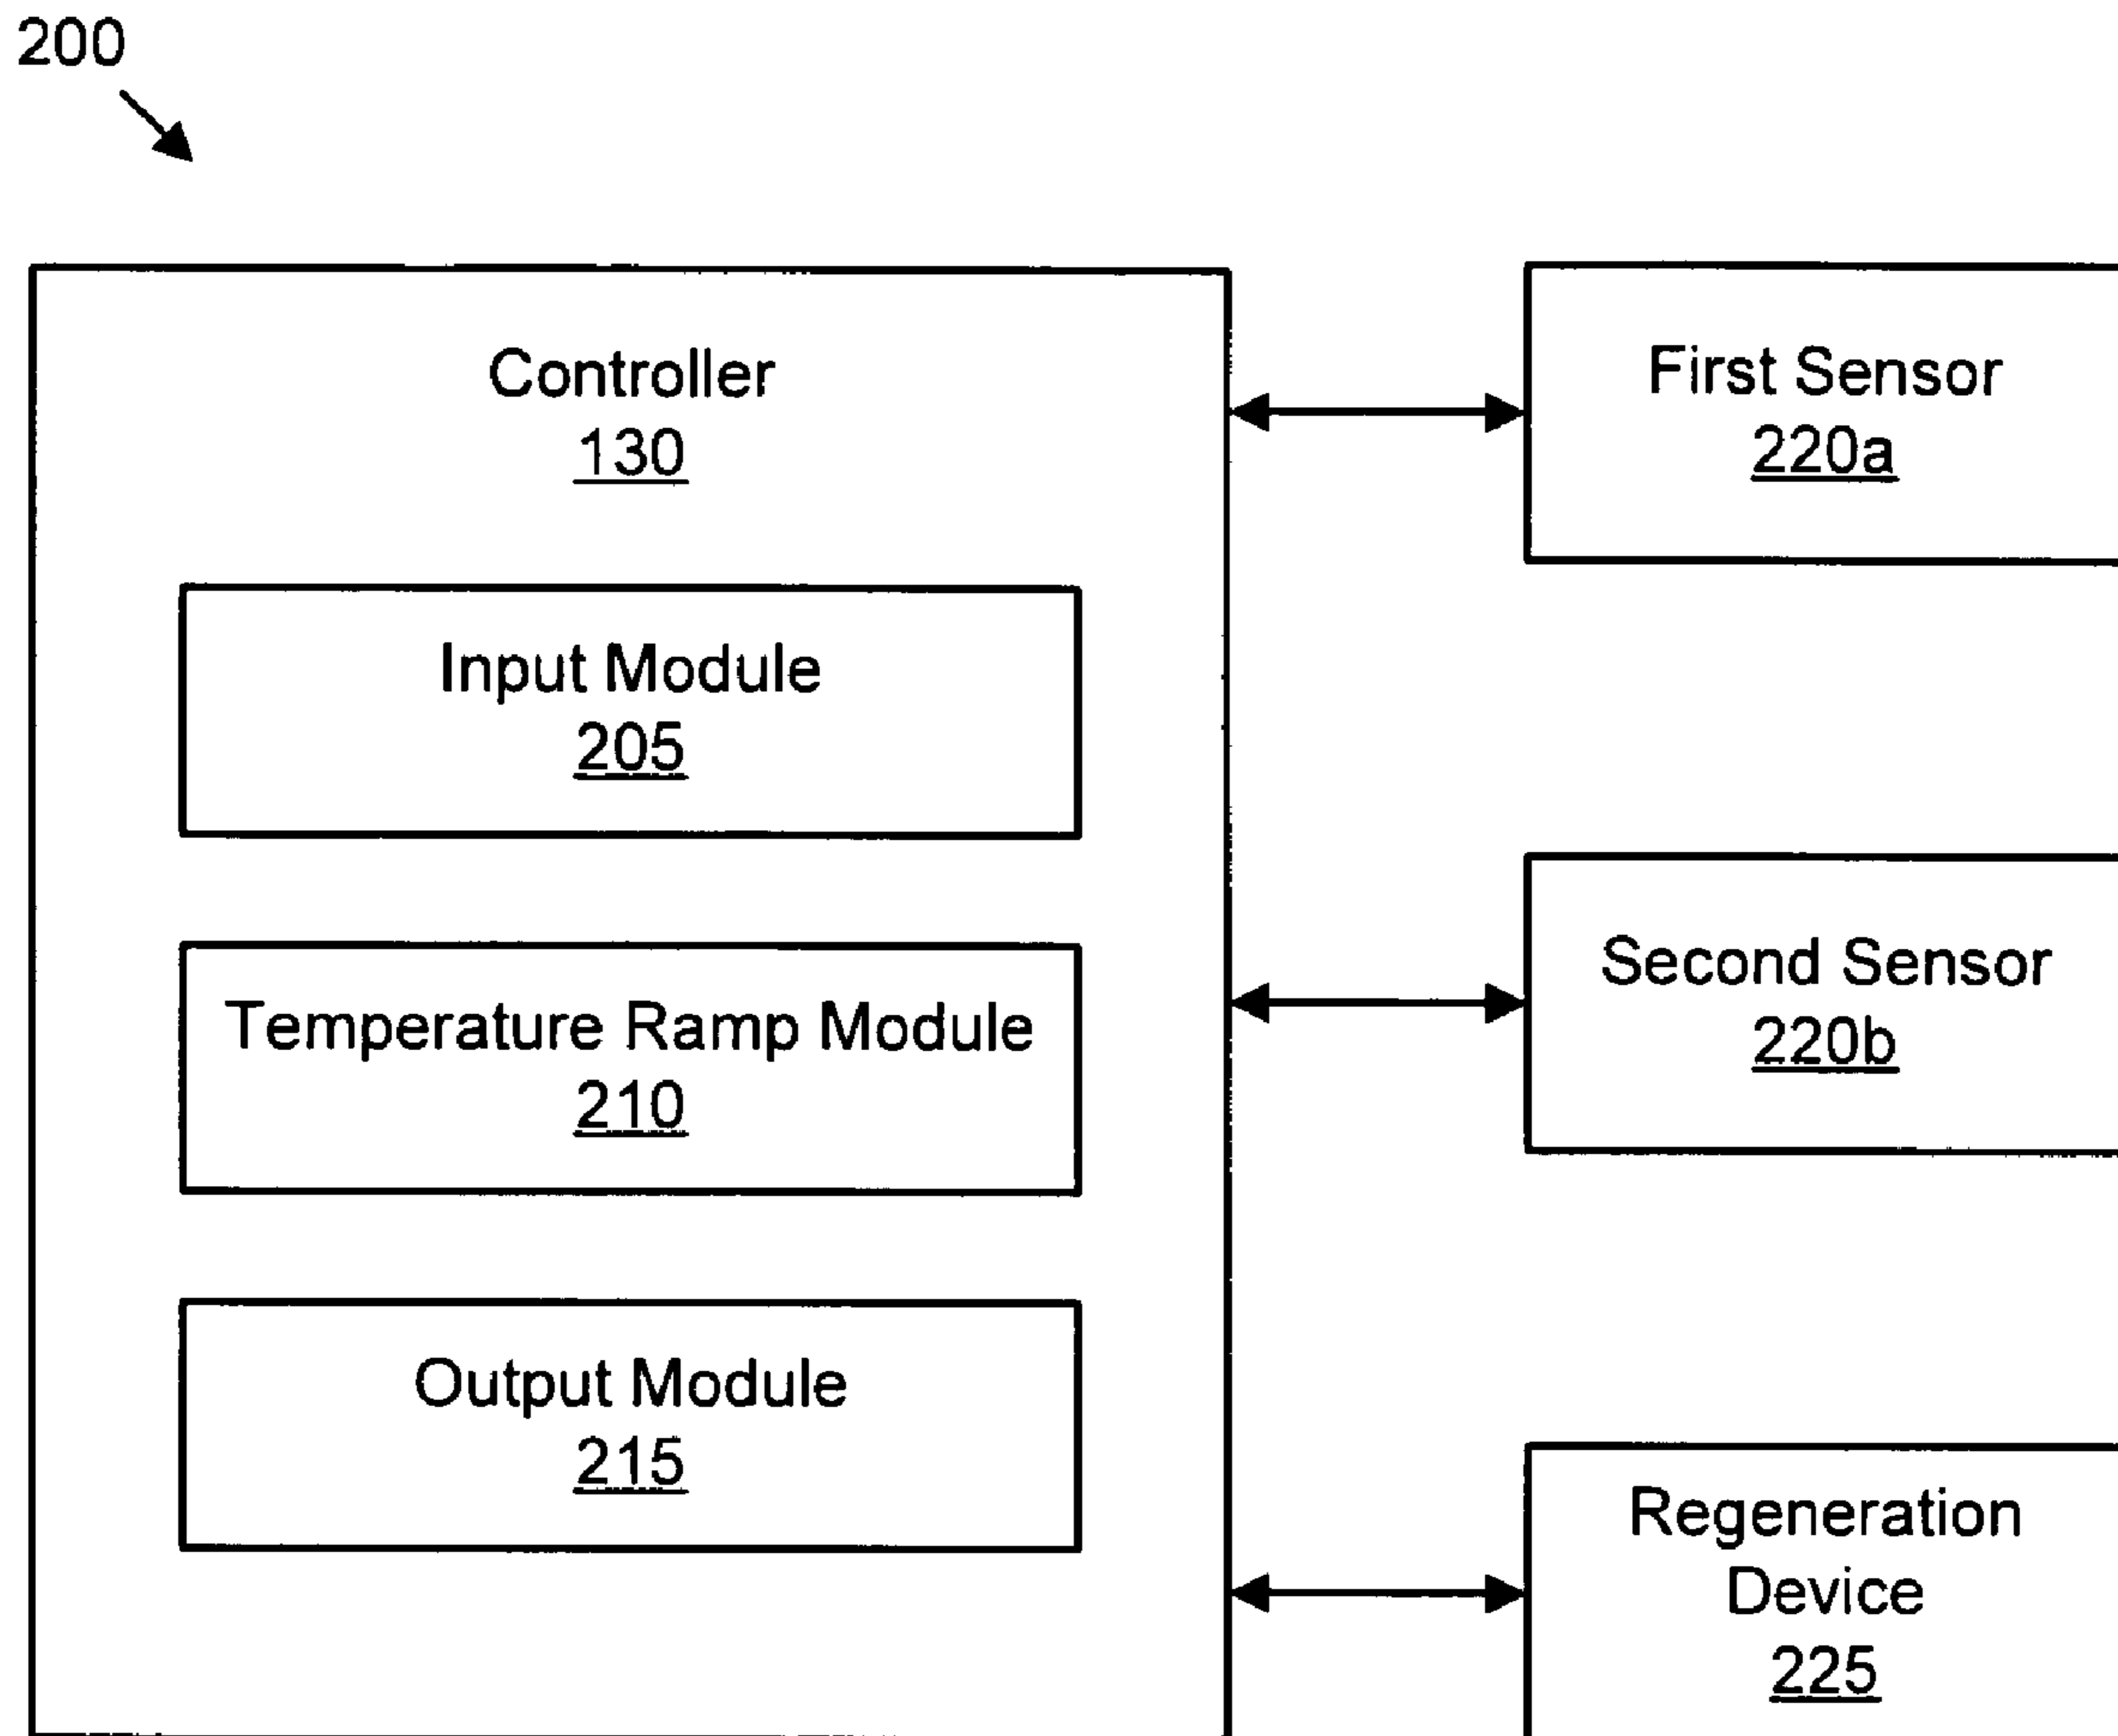 200
Controller
130
Input Module
205
Temperature Ramp Module
210
Output Module
215
First Sensor
220a
Second Sensor
220b
Regeneration
Device
225